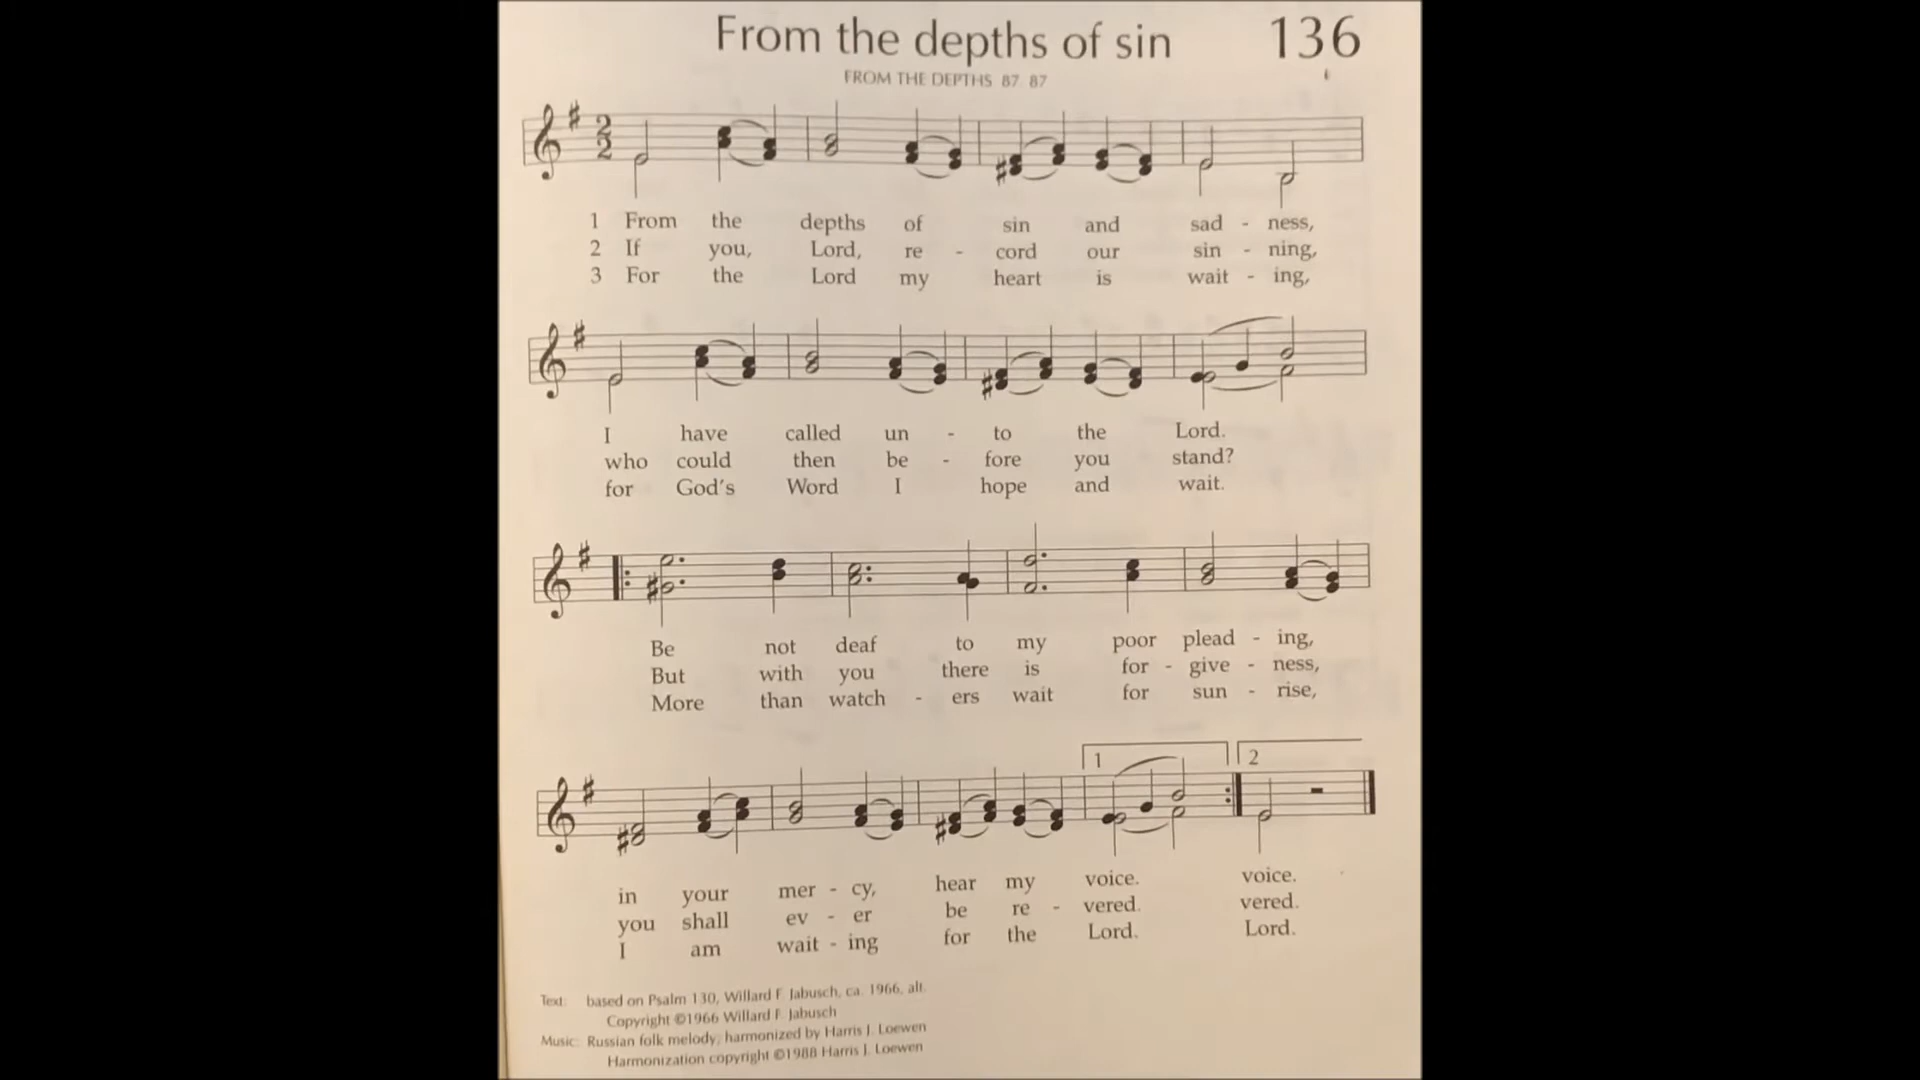 From the depths of sin 136
FROM THE DEPTHS 87 87
1 From the depths of sin and sad - ness,
2 If you, Lord, re - cord our sin - ning,
3 For the Lord my heart is wait - ing,
I have called un - to the Lord.
who could then be - fore you stand?
for God's Word I hope and wait.
Be not deaf to my poor plead - ing,
But with you there is for - give - ness,
More than watch - ers wait for sun - rise,
1 2
in your mer - cy, hear my voice. voice.
you shall ev - er be re - vered. vered.
I am wait - ing for the Lord. Lord.
Text: based on Psalm 130, Willard F. Jabusch, ca. 1966, alt.
Copyright ©1966 Willard F. Jabusch
Music: Russian folk melody, harmonized by Harris J. Loewen
Harmonization copyright ©1988 Harris J. Loewen